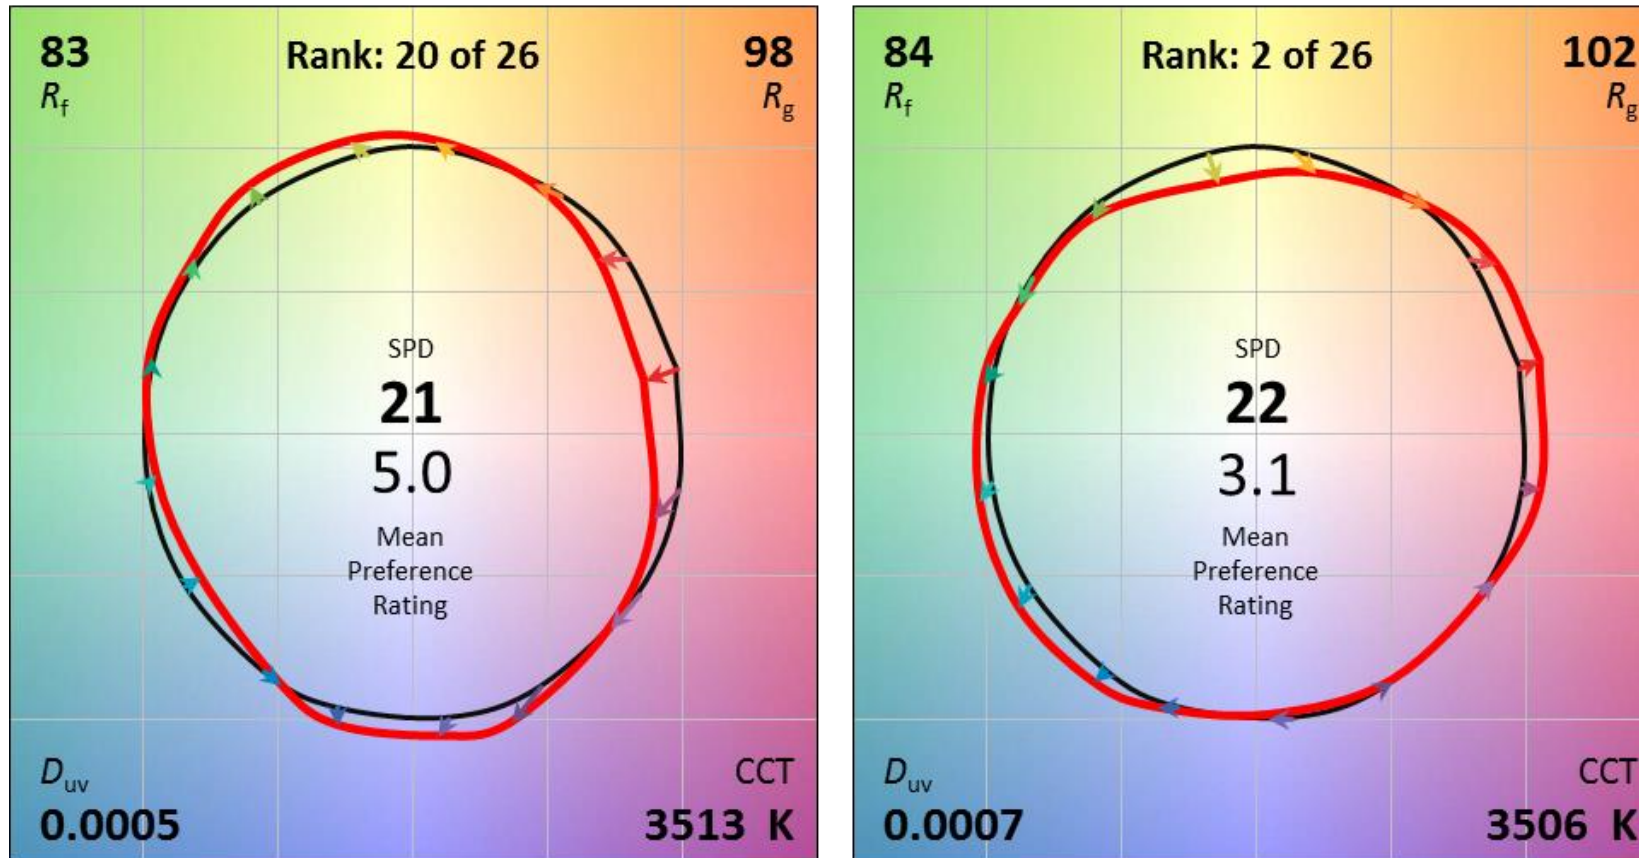 83
Rf
Rank: 20 of 26
98
Rg
SPD
21
5.0
Mean
Preference
Rating
Duv
0.0005
CCT
3513 K
84
Rf
Rank: 2 of 26
102
Rg
SPD
22
3.1
Mean
Preference
Rating
Duv
0.0007
CCT
3506 K